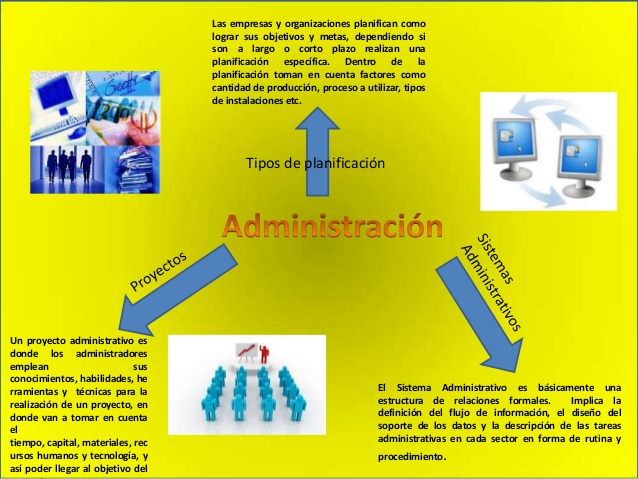 Las empresas y organizaciones planifican como
lograr sus objetivos y metas, dependiendo si
son a largo o corto plazo realizan una
planificación específica. Dentro de la
planificación toman en cuenta factores como
cantidad de producción, proceso a utilizar, tipos
de instalaciones etc.
Tipos de planificación
Administración
Proyectos
Sistemas
Administrativos
Un proyecto administrativo es
donde los administradores
emplean sus
conocimientos, habilidades, he
rramientas y técnicas para la
realización de un proyecto, en
donde van a tomar en cuenta
el
tiempo, capital, materiales, rec
ursos humanos y tecnología, y
así poder llegar al objetivo del
El Sistema Administrativo es básicamente una
estructura de relaciones formales. Implica la
definición del flujo de información, el diseño del
soporte de los datos y la descripción de las tareas
administrativas en cada sector en forma de rutina y
procedimiento.